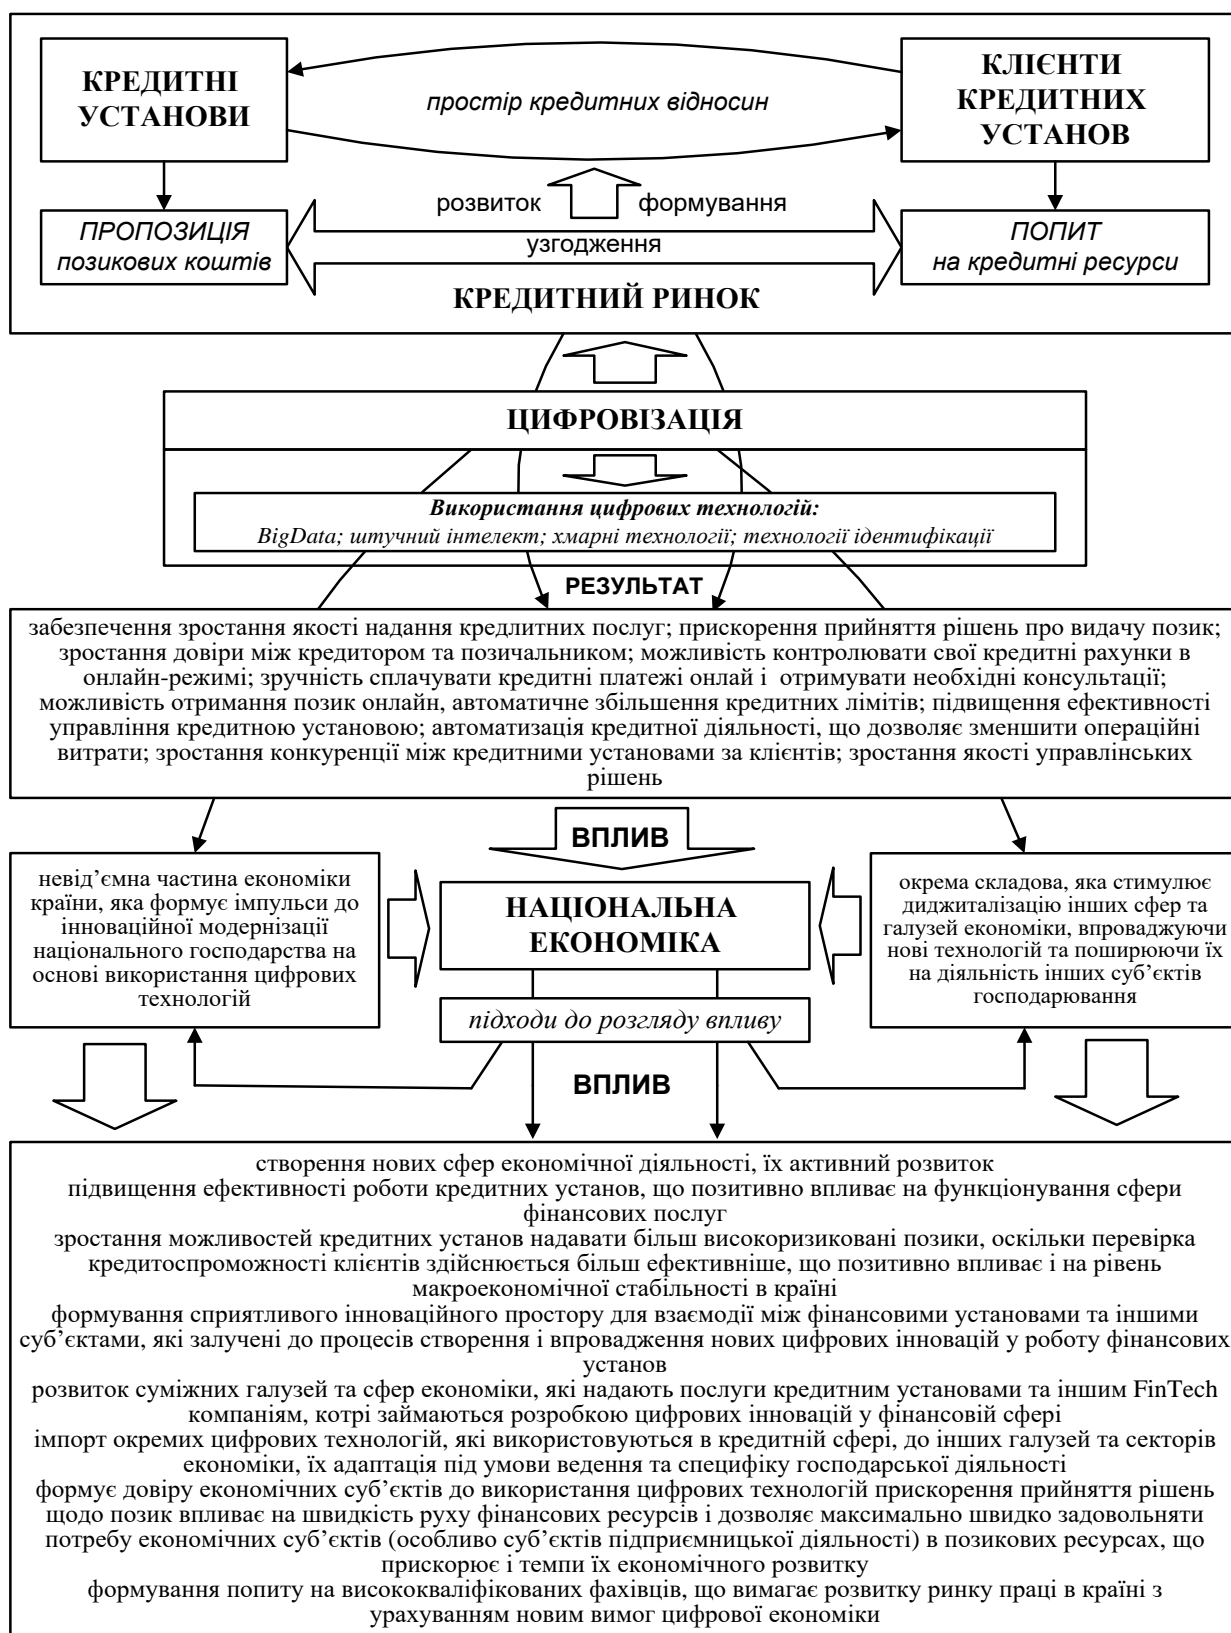 КРЕДИТНІ
УСТАНОВИ
простір кредитних відносин
КЛІЄНТИ
КРЕДИТНИХ
УСТАНОВ
розвиток
формування
ПРОПОЗИЦІЯ
позикових коштів
узгодження
ПОПИТ
на кредитні ресурси
КРЕДИТНИЙ РИНОК
ЦИФРОВІЗАЦІЯ
Використання цифрових технологій:
BigData; штучний інтелект; хмарні технології; технології ідентифікації
РЕЗУЛЬТАТ
забезпечення зростання якості надання кредлитних послуг; прискорення прийняття рішень про видачу позик;
зростання довіри між кредитором та позичальником; можливість контролювати свої кредитні рахунки в
онлайн-режимі; зручність сплачувати кредитні платежі онлай і отримувати необхідні консультації;
можливість отримання позик онлайн, автоматичне збільшення кредитних лімітів; підвищення ефективності
управління кредитною установою; автоматизація кредитної діяльності, що дозволяє зменшити операційні
витрати; зростання конкуренції між кредитними установами за клієнтів; зростання якості управлінських
рішень
ВПЛИВ
невід’ємна частина економіки
країни, яка формує імпульси до
інноваційної модернізації
національного господарства на
основі використання цифрових
технологій
НАЦІОНАЛЬНА
ЕКОНОМІКА
окрема складова, яка стимулює
диджиталізацію інших сфер та
галузей економіки, впроваджуючи
нові технологій та поширюючи їх
на діяльність інших суб’єктів
господарювання
підходи до розгляду впливу
ВПЛИВ
створення нових сфер економічної діяльності, їх активний розвиток
підвищення ефективності роботи кредитних установ, що позитивно впливає на функціонування сфери
фінансових послуг
зростання можливостей кредитних установ надавати більш високоризиковані позики, оскільки перевірка
кредитоспроможності клієнтів здійснюється більш ефективніше, що позитивно впливає і на рівень
макроекономічної стабільності в країні
формування сприятливого інноваційного простору для взаємодії між фінансовими установами та іншими
суб’єктами, які залучені до процесів створення і впровадження нових цифрових інновацій у роботу фінансових
установ
розвиток суміжних галузей та сфер економіки, які надають послуги кредитним установами та іншим FinTech
компаніям, котрі займаються розробкою цифрових інновацій у фінансовій сфері
імпорт окремих цифрових технологій, які використовуються в кредитній сфері, до інших галузей та секторів
економіки, їх адаптація під умови ведення та специфіку господарської діяльності
формує довіру економічних суб’єктів до використання цифрових технологій прискорення прийняття рішень
щодо позик впливає на швидкість руху фінансових ресурсів і дозволяє максимально швидко задовольняти
потребу економічних суб’єктів (особливо суб’єктів підприємницької діяльності) в позикових ресурсах, що
прискорює і темпи їх економічного розвитку
формування попиту на висококваліфікованих фахівців, що вимагає розвитку ринку праці в країні з
урахуванням новим вимог цифрової економіки